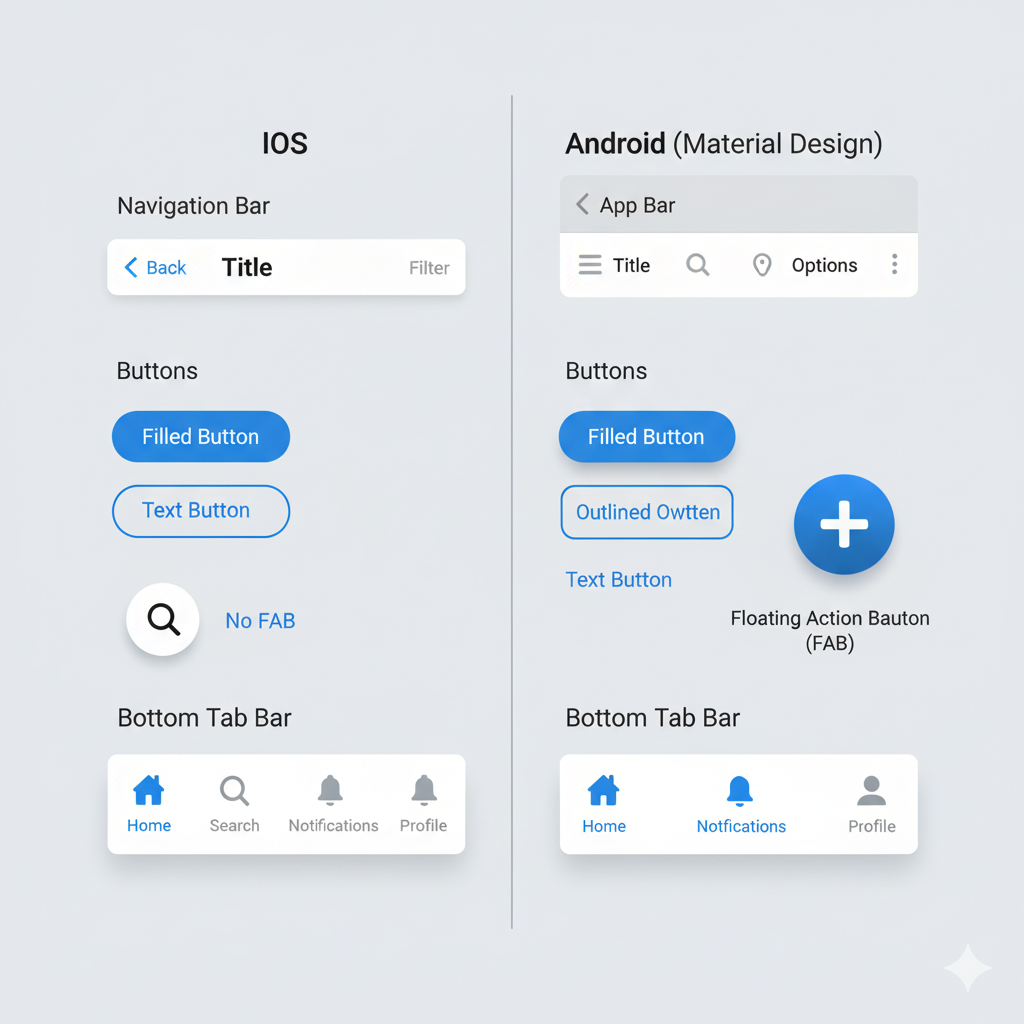 IOS
Navigation Bar
Back Title Filter
Buttons
Filled Button
Text Button
No FAB
Bottom Tab Bar
Home Search Notifications Profile
Android (Material Design)
App Bar
Title Options
Buttons
Filled Button
Outlined Owtten
Text Button
Floating Action Bauton
(FAB)
Bottom Tab Bar
Home Notfications Profile